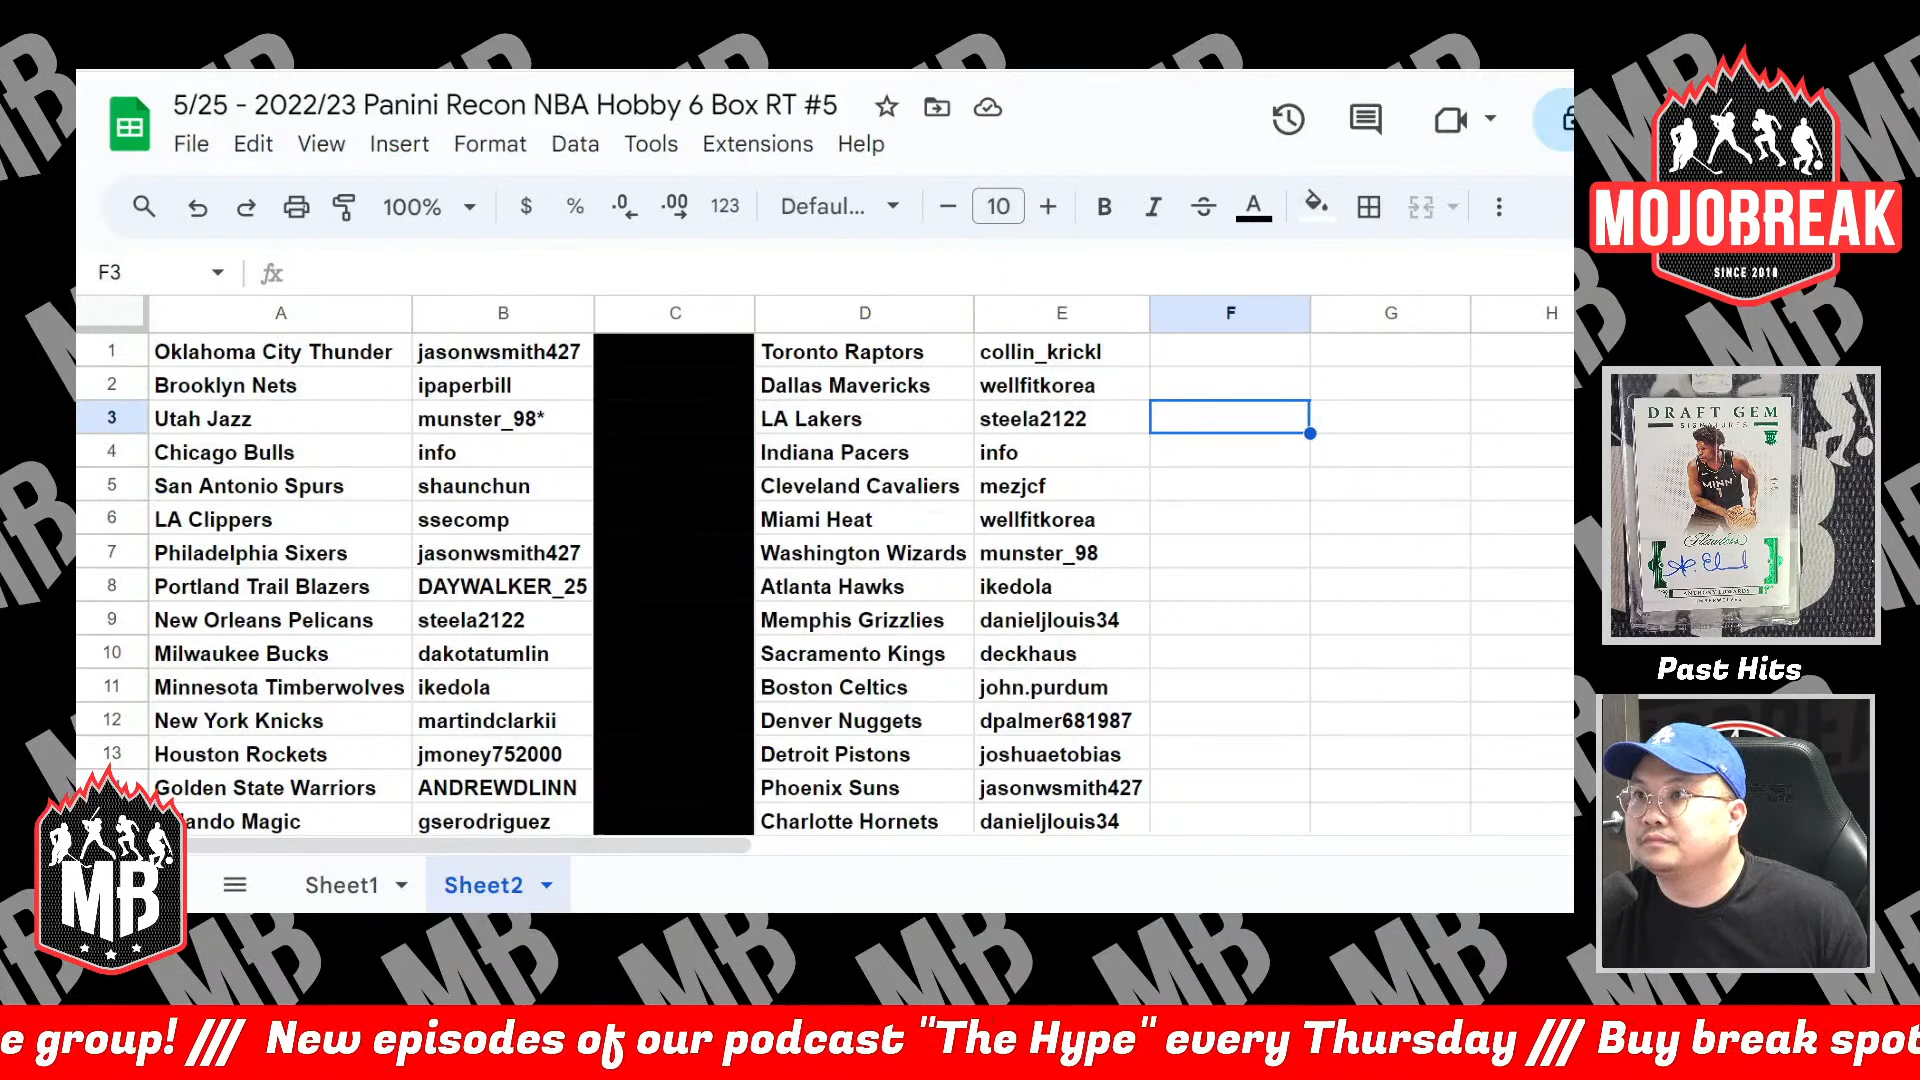 5/25 - 2022/23 Panini Recon NBA Hobby 6 Box RT #5
File Edit View Insert Format Data Tools Extensions Help
100% $ % .0 .00 123 Defaul... 10 B I A
F3 fx
A B C D E F G H
1 Oklahoma City Thunder jasonwsmith427 Toronto Raptors collin_krickl
2 Brooklyn Nets ipaperbill Dallas Mavericks wellfitkorea
3 Utah Jazz munster_98* LA Lakers steela2122
4 Chicago Bulls info Indiana Pacers info
5 San Antonio Spurs shaunchun Cleveland Cavaliers mezjcf
6 LA Clippers ssecomp Miami Heat wellfitkorea
7 Philadelphia Sixers jasonwsmith427 Washington Wizards munster_98
8 Portland Trail Blazers DAYWALKER_25 Atlanta Hawks ikedola
9 New Orleans Pelicans steela2122 Memphis Grizzlies danieljlouis34
10 Milwaukee Bucks dakotatumlin Sacramento Kings deckhaus
11 Minnesota Timberwolves ikedola Boston Celtics john.purdum
12 New York Knicks martindclarkii Denver Nuggets dpalmer681987
13 Houston Rockets jmoney752000 Detroit Pistons joshuaetobias
Golden State Warriors ANDREWDLINN Phoenix Suns jasonwsmith427
lando Magic gserodriguez Charlotte Hornets danieljlouis34
Sheet1 Sheet2
MB
MOJOBREAK
SINCE 2010
DRAFT GEM
SIGNATURES
MINN
Flawless
ANTHONY EDWARDS
Past Hits
e group! /// New episodes of our podcast "The Hype" every Thursday /// Buy break spot